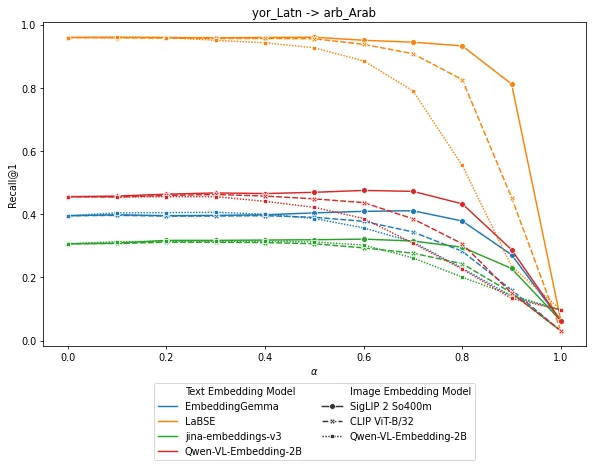 yor_Latn -> arb_Arab
1.0
0.8
0.6
0.4
0.2
0.0
Recall@1
0.0 0.2 0.4 0.6 0.8 1.0
α
Text Embedding Model Image Embedding Model
EmbeddingGemma SigLIP 2 So400m
LaBSE CLIP ViT-B/32
jina-embeddings-v3 Qwen-VL-Embedding-2B
Qwen-VL-Embedding-2B